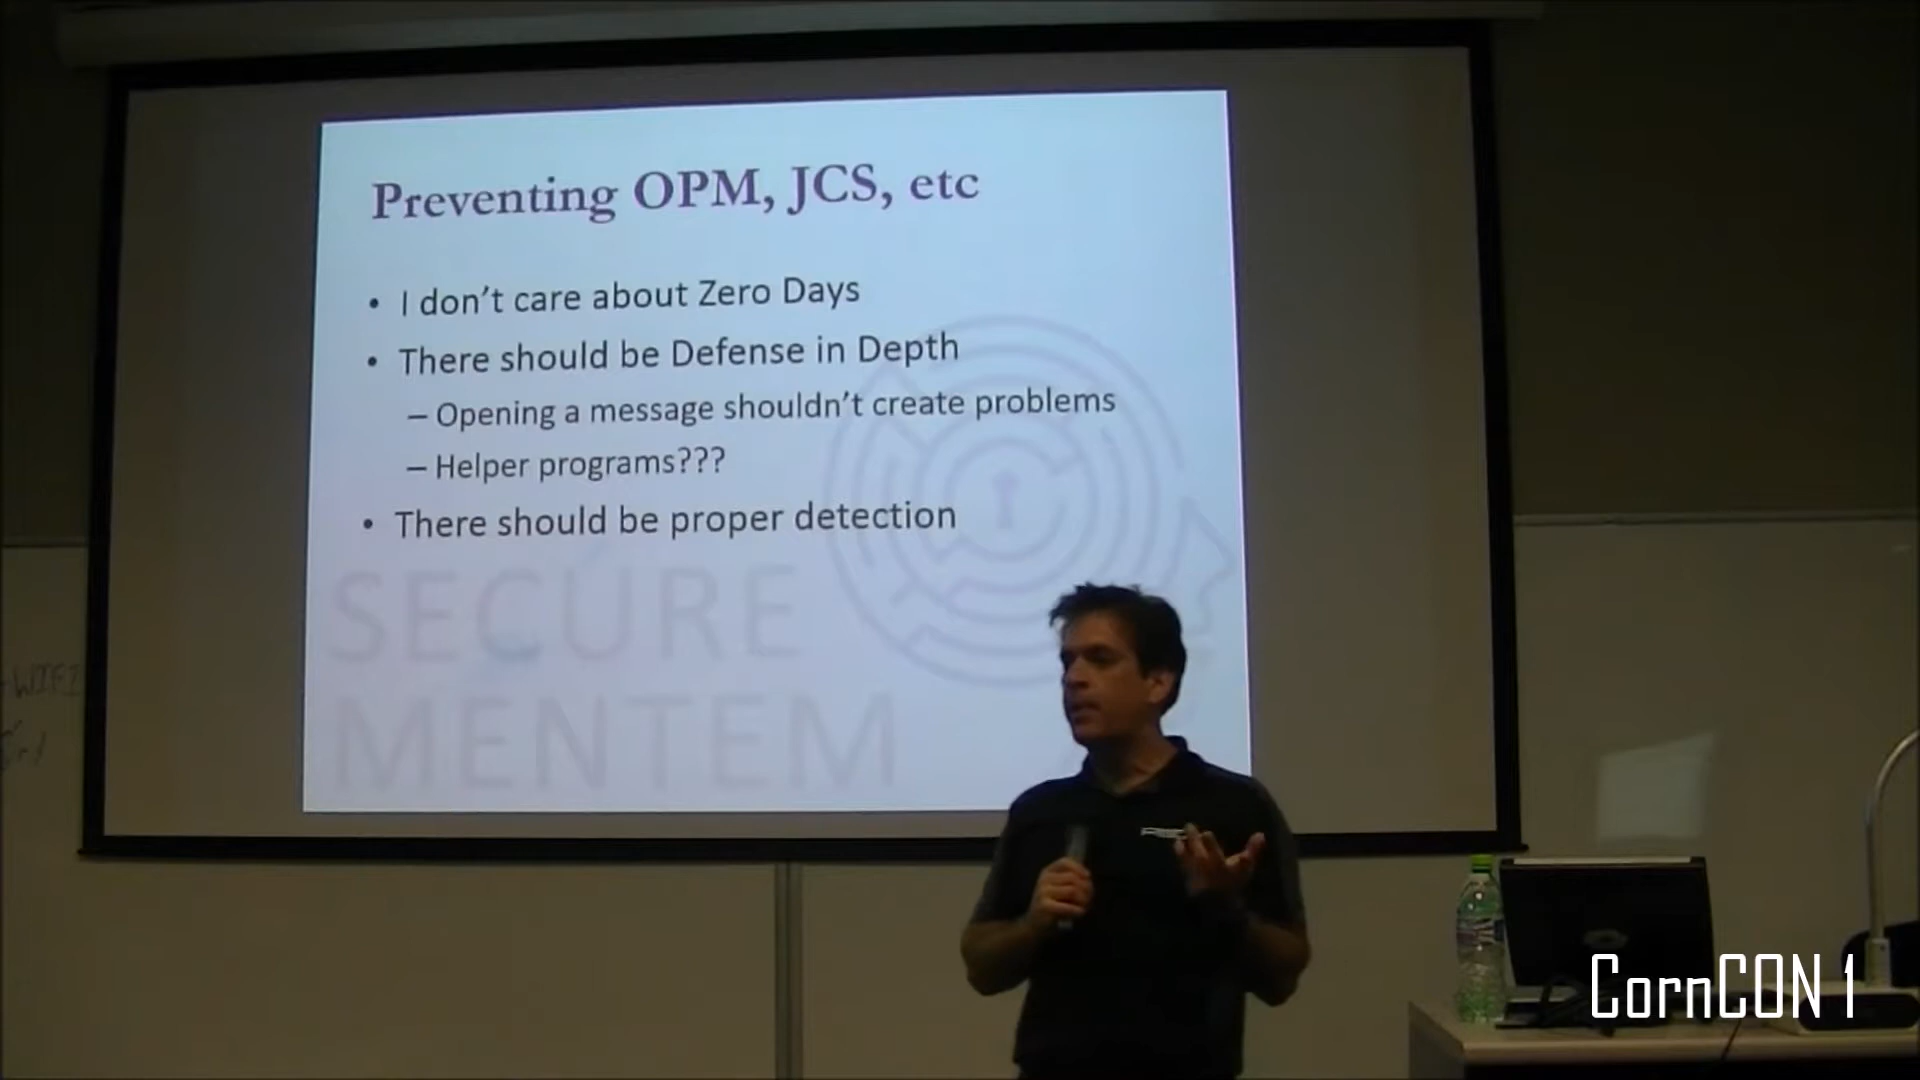 Preventing OPM, JCS, etc
• I don't care about Zero Days
• There should be Defense in Depth
– Opening a message shouldn't create problems
– Helper programs???
• There should be proper detection
SECURE
MENTEM
WIFI
CornCON 1